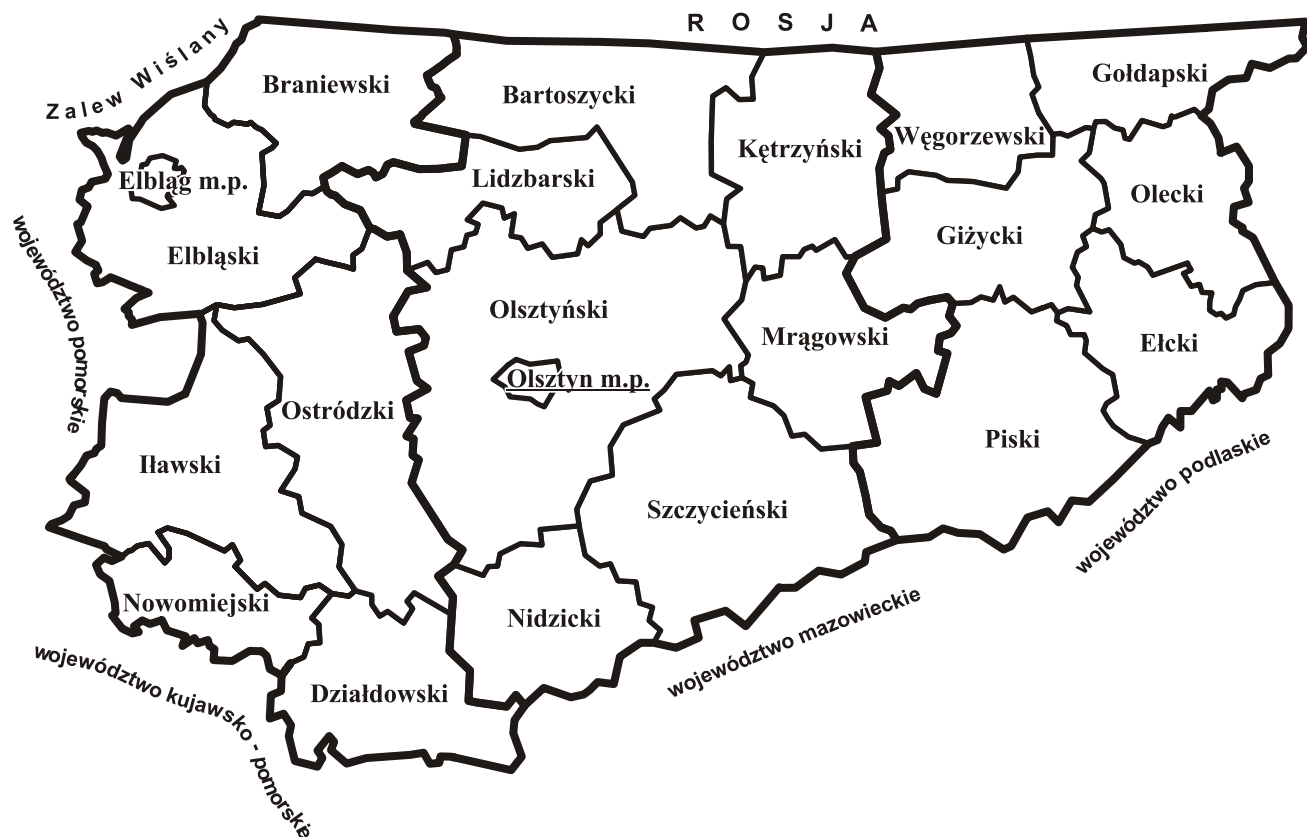 R O S J A
Zalew Wiślany
Braniewski
Bartoszycki
Gołdapski
Węgorzewski
Kętrzyński
Elbląg m.p.
Lidzbarski
Olecki
Giżycki
Elbląski
Olsztyński
Mrągowski
Ełcki
województwo pomorskie
Olsztyn m.p.
Ostródzki
Piski
Iławski
Szczycieński
województwo podlaskie
Nowomiejski
Nidzicki
województwo mazowieckie
Działdowski
województwo kujawsko - pomorskie